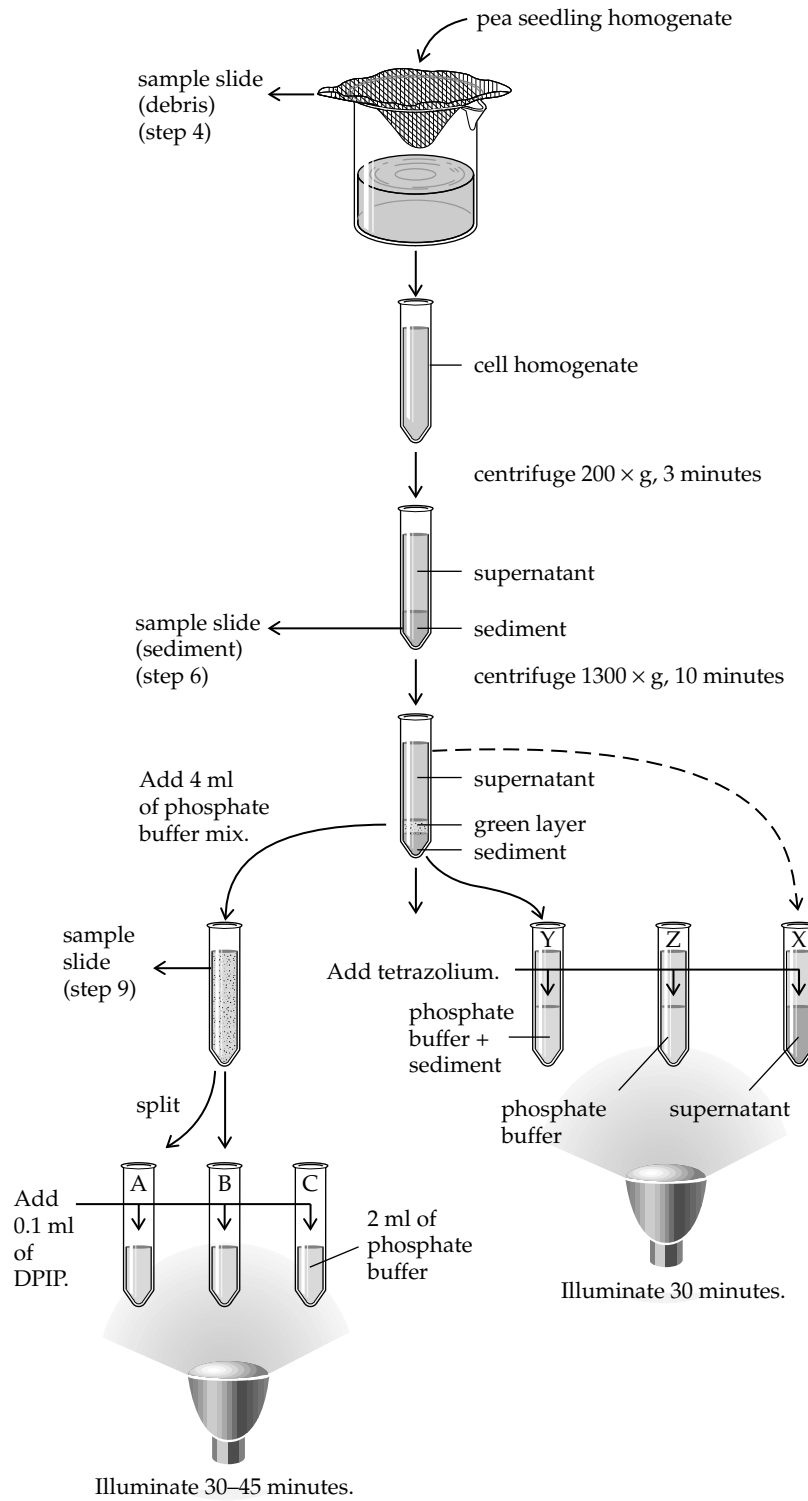 pea seedling homogenate
sample slide
(debris)
(step 4)
cell homogenate
centrifuge 200 × g, 3 minutes
supernatant
sample slide
(sediment)
(step 6)
sediment
centrifuge 1300 × g, 10 minutes
Add 4 ml
of phosphate
buffer mix.
supernatant
green layer
sediment
sample
slide
(step 9)
Y
Z
X
Add tetrazolium.
phosphate
buffer +
sediment
phosphate
buffer
supernatant
split
A
B
C
Add
0.1 ml
of
DPIP.
2 ml of
phosphate
buffer
Illuminate 30 minutes.
Illuminate 30–45 minutes.